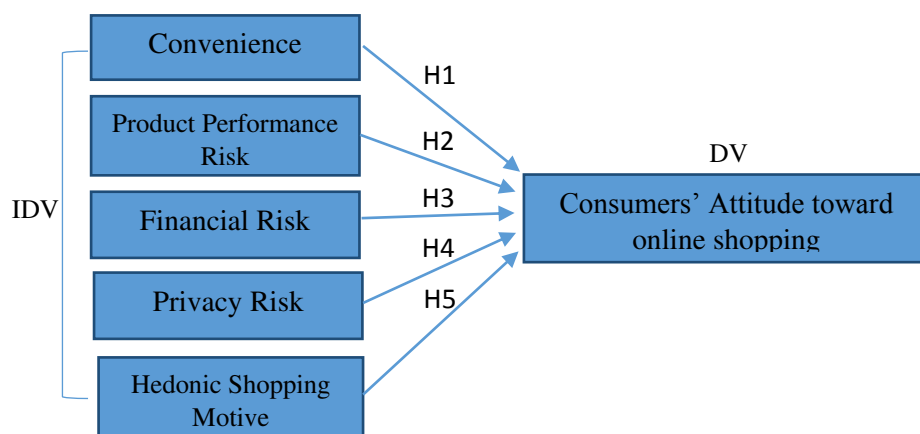 Convenience
H1
Product Performance
Risk
H2
DV
IDV
Financial Risk
H3
Consumers’ Attitude toward
online shopping
H4
Privacy Risk
H5
Hedonic Shopping
Motive